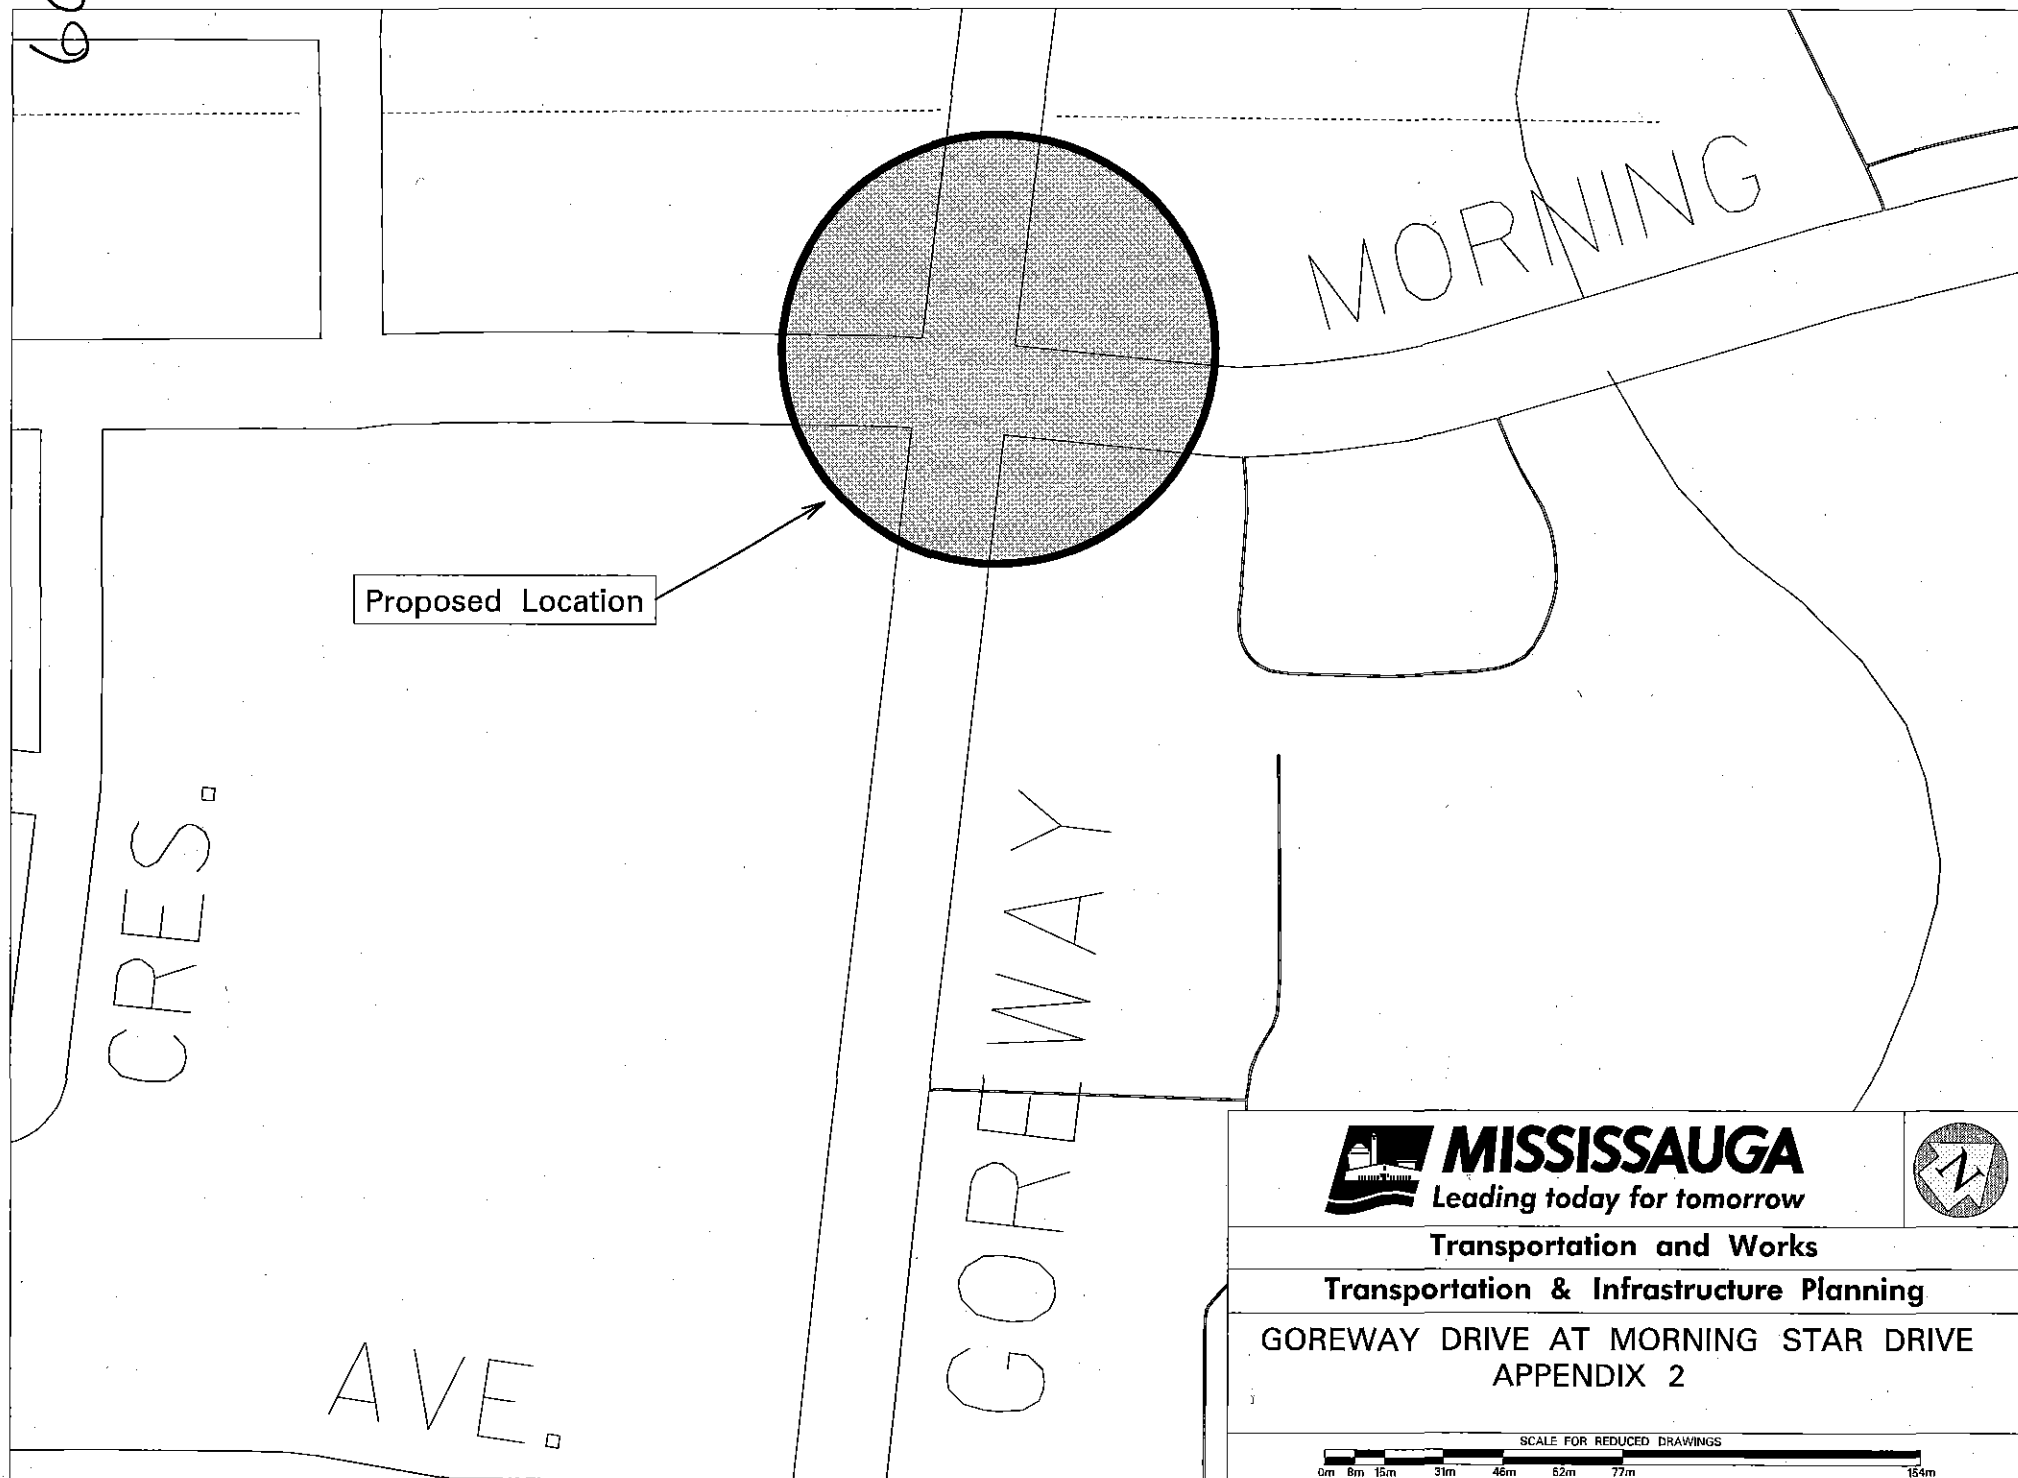 MORNING
Proposed Location
CRES.
GOREWAY
AVE.
MISSISSAUGA
Leading today for tomorrow
N
Transportation and Works
Transportation & Infrastructure Planning
GOREWAY DRIVE AT MORNING STAR DRIVE
APPENDIX 2
SCALE FOR REDUCED DRAWINGS
0m 8m 15m 31m 46m 62m 77m 154m